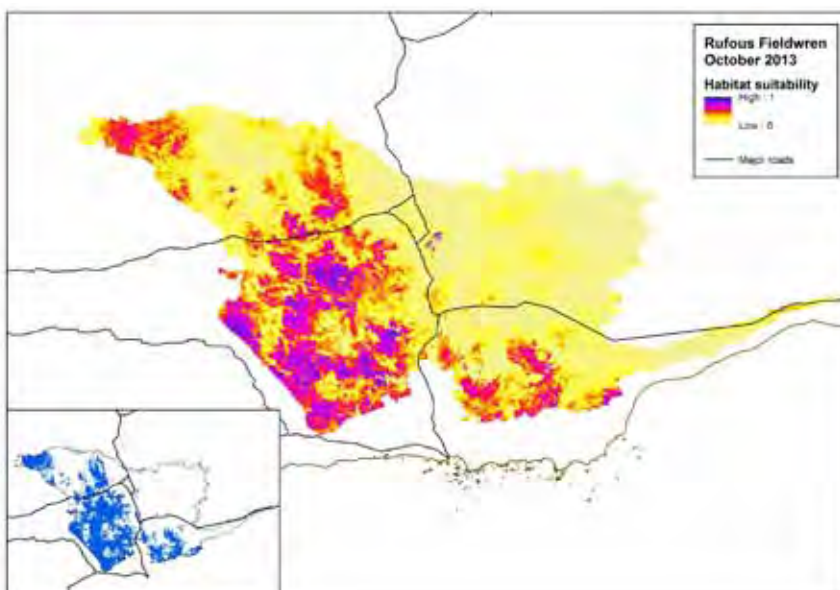 Rufous Fieldwren
October 2013
Habitat suitability
High : 1
Low : 0
Major roads